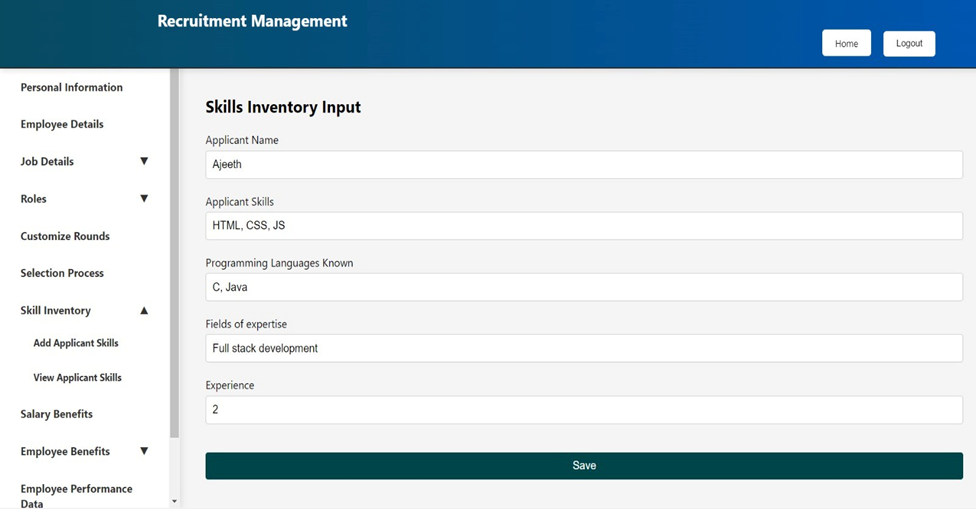 Recruitment Management
Home
Logout
Personal Information
Employee Details
Job Details
Roles
Customize Rounds
Selection Process
Skill Inventory
Add Applicant Skills
View Applicant Skills
Salary Benefits
Employee Benefits
Employee Performance
Data
Skills Inventory Input
Applicant Name
Ajeeth
Applicant Skills
HTML, CSS, JS
Programming Languages Known
C, Java
Fields of expertise
Full stack development
Experience
2
Save